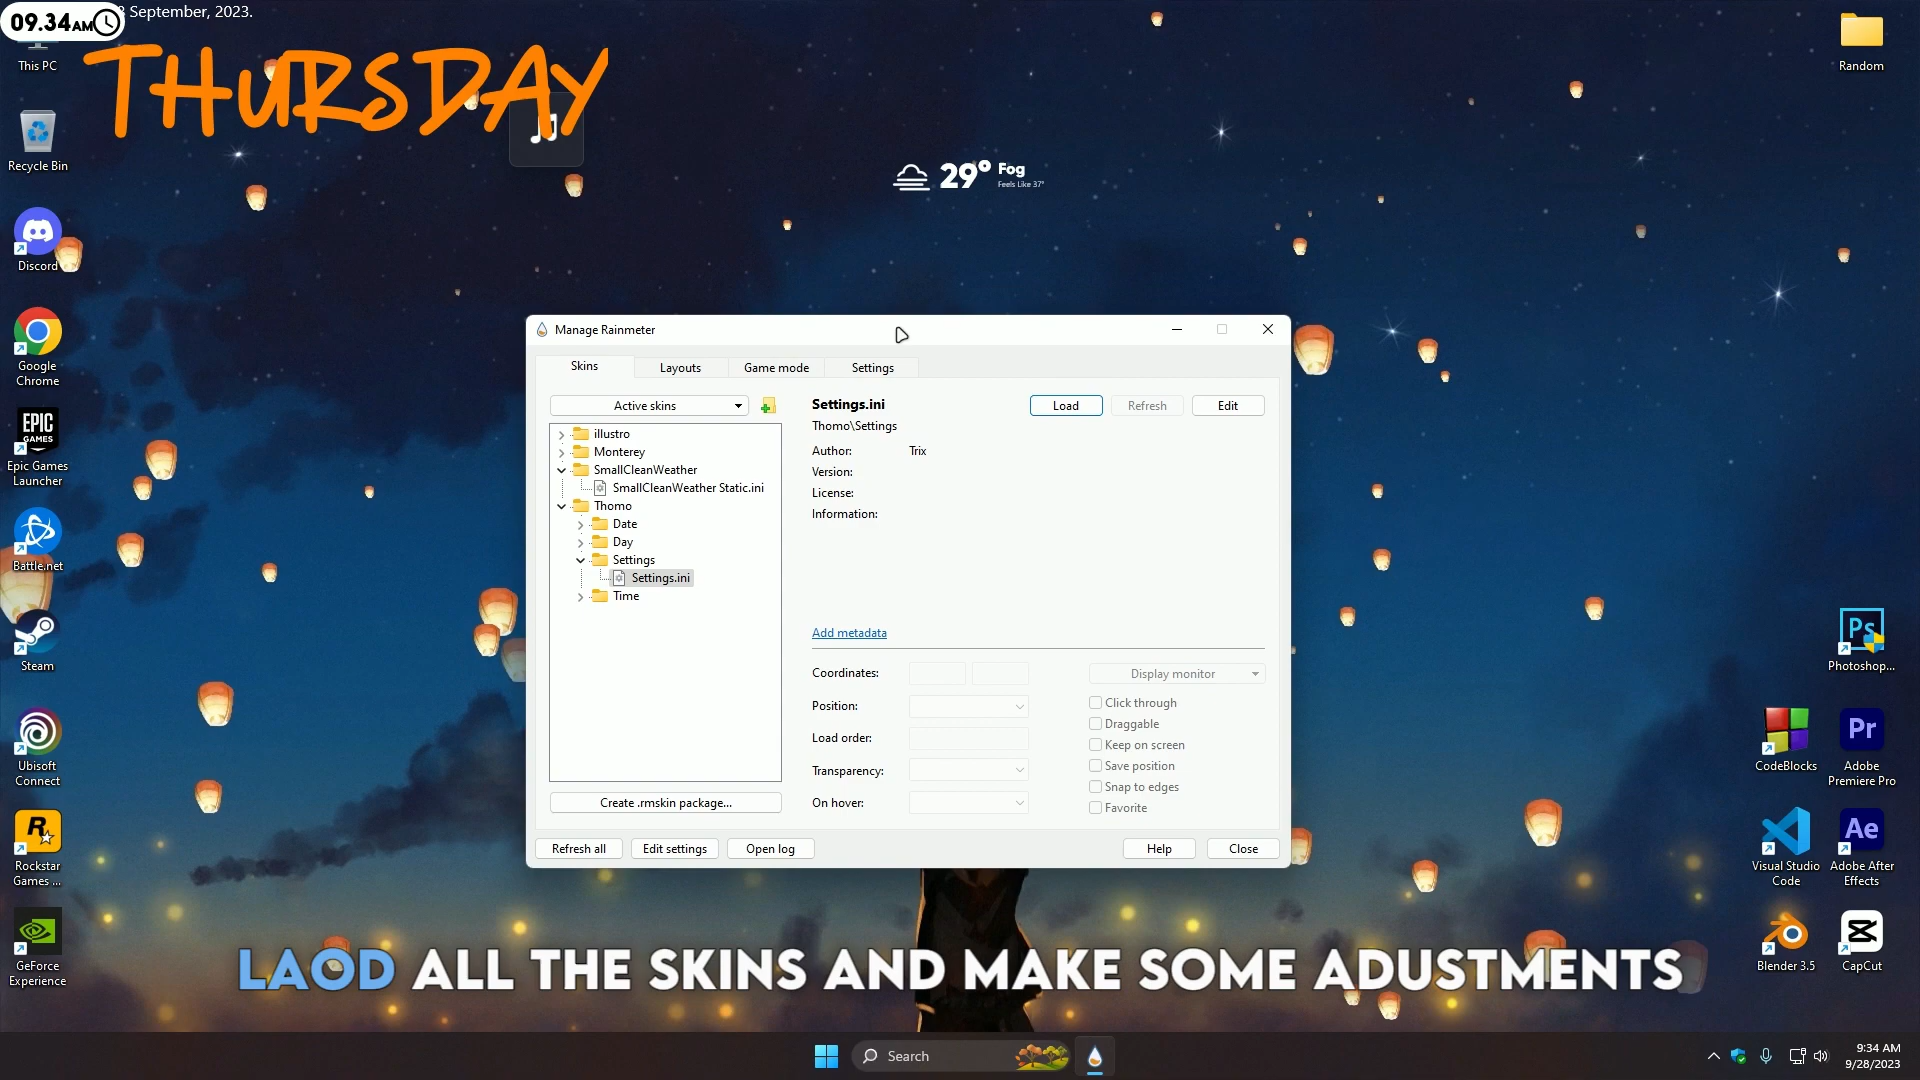 09.34AM
September, 2023.
THURSDAY
This PC
Recycle Bin
Discord
Google
Chrome
EPIC
GAMES
Epic Games
Launcher
Battle.net
Steam
Ubisoft
Connect
R
Rockstar
Games ...
GeForce
Experience
29° Fog
Feels Like 37°
Random
Manage Rainmeter
Skins
Layouts
Game mode
Settings
Active skins
illustro
Monterey
SmallCleanWeather
SmallCleanWeather Static.ini
Thomo
Date
Day
Settings
Settings.ini
Time
Create .rmskin package...
Settings.ini
Load
Refresh
Edit
Thomo\Settings
Author: Trix
Version:
License:
Information:
Add metadata
Coordinates:
Position:
Load order:
Transparency:
On hover:
Display monitor
Click through
Draggable
Keep on screen
Save position
Snap to edges
Favorite
Refresh all
Edit settings
Open log
Help
Close
Ps
Photoshop...
CodeBlocks
Pr
Adobe
Premiere Pro
Visual Studio
Code
Ae
Adobe After
Effects
Blender 3.5
CapCut
LAOD ALL THE SKINS AND MAKE SOME ADUSTMENTS
Search
9:34 AM
9/28/2023